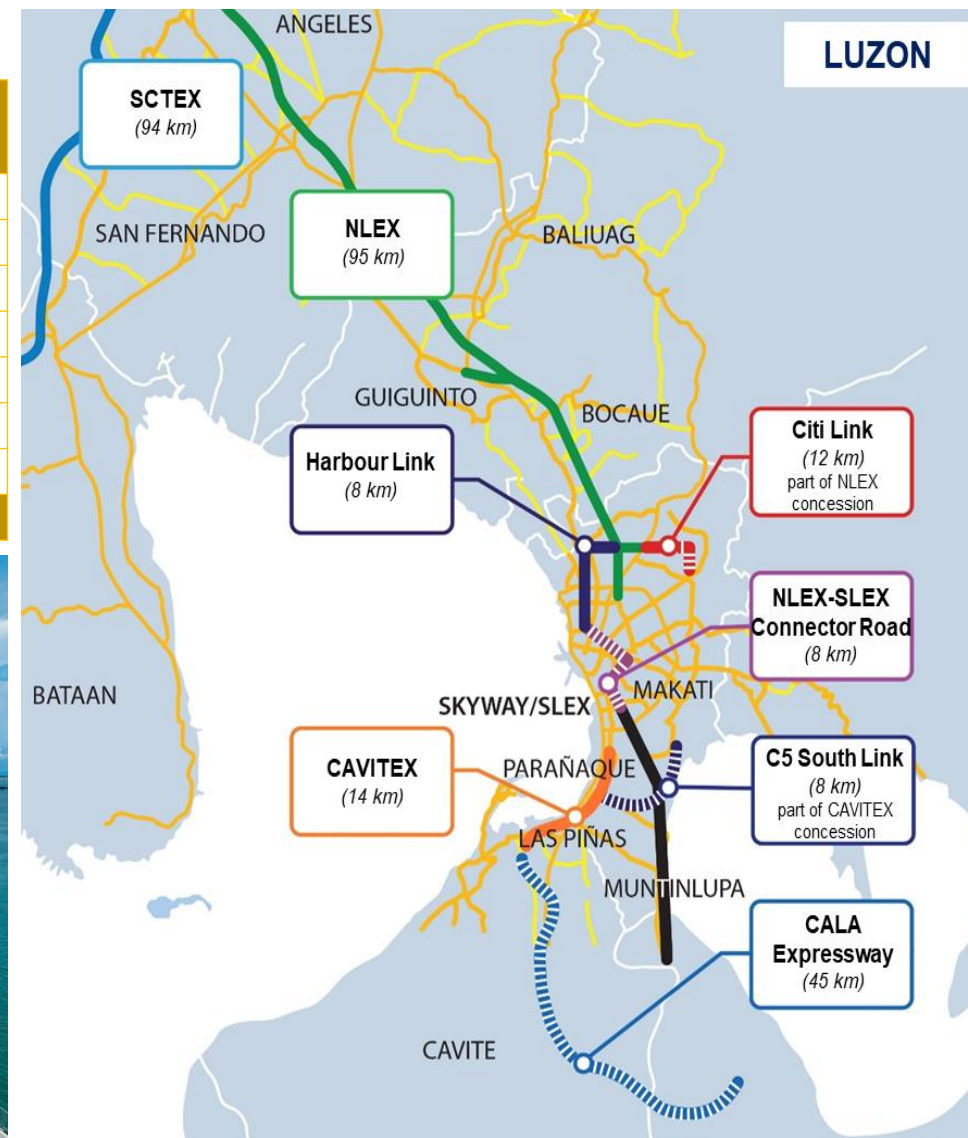 LUZON
ANGELES
SCTEX
(94 km)
SAN FERNANDO
NLEX
(95 km)
BALIUAG
GUIGUINTO
BOCAUE
Harbour Link
(8 km)
Citi Link
(12 km)
part of NLEX
concession
NLEX-SLEX
Connector Road
(8 km)
BATAAN
MAKATI
SKYWAY/SLEX
CAVITEX
(14 km)
PARAÑAQUE
C5 South Link
(8 km)
part of CAVITEX
concession
LAS PIÑAS
MUNTINLUPA
CALA
Expressway
(45 km)
CAVITE